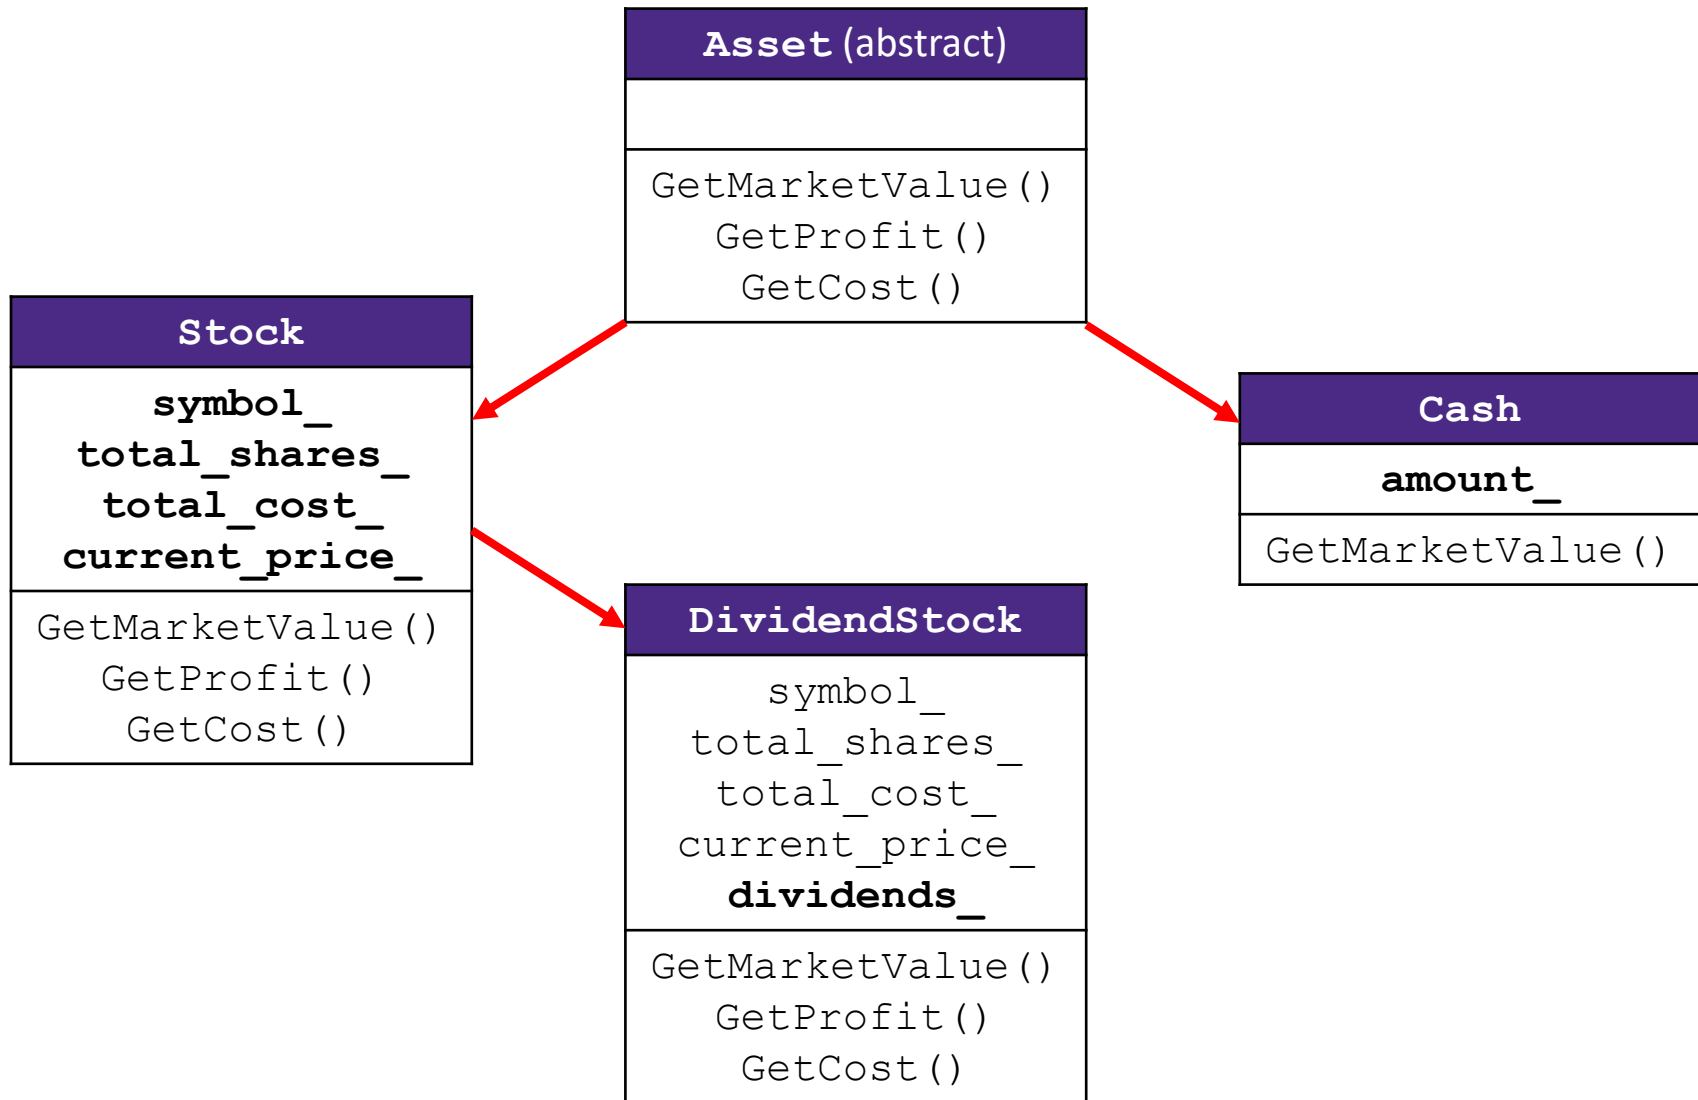 Asset (abstract)
GetMarketValue()
GetProfit()
GetCost()
Stock
symbol_
total_shares_
total_cost_
current_price_
GetMarketValue()
GetProfit()
GetCost()
Cash
amount_
GetMarketValue()
DividendStock
symbol_
total_shares_
total_cost_
current_price_
dividends_
GetMarketValue()
GetProfit()
GetCost()